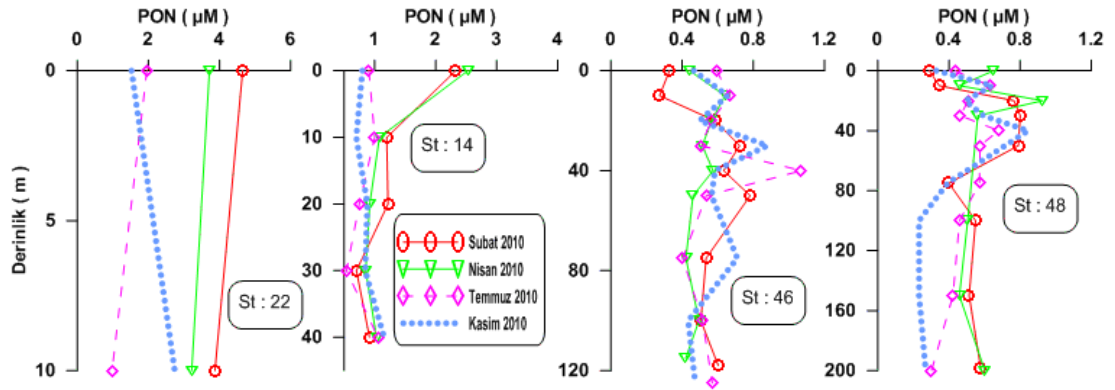 PON ( µM )
0 2 4 6
Derinlik ( m )
0
5
10
St : 22
PON ( µM )
1 2 3 4
0
10
20
30
40
St : 14
Subat 2010
Nisan 2010
Temmuz 2010
Kasim 2010
PON ( µM )
0 0.4 0.8 1.2
0
40
80
120
St : 46
PON ( µM )
0 0.4 0.8 1.2
0
40
80
120
160
200
St : 48